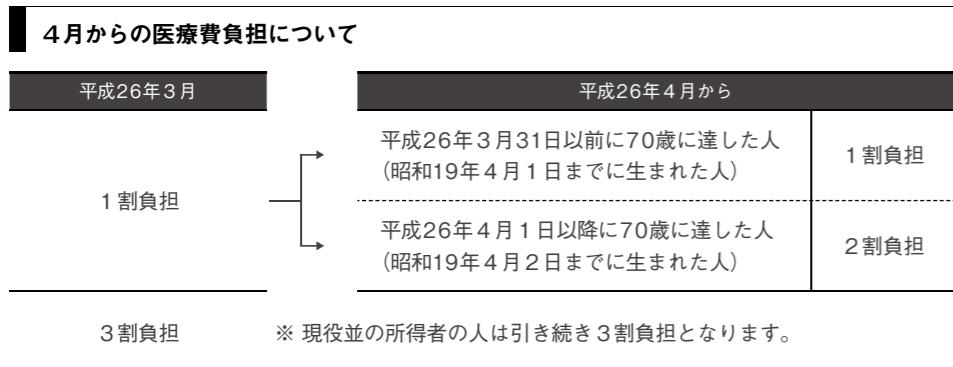 ４月からの医療費負担について
平成26年３月
平成26年４月から
１割負担
平成26年３月31日以前に70歳に達した人
（昭和19年４月１日までに生まれた人）
１割負担
平成26年４月１日以降に70歳に達した人
（昭和19年４月２日までに生まれた人）
２割負担
３割負担
※ 現役並の所得者の人は引き続き３割負担となります。